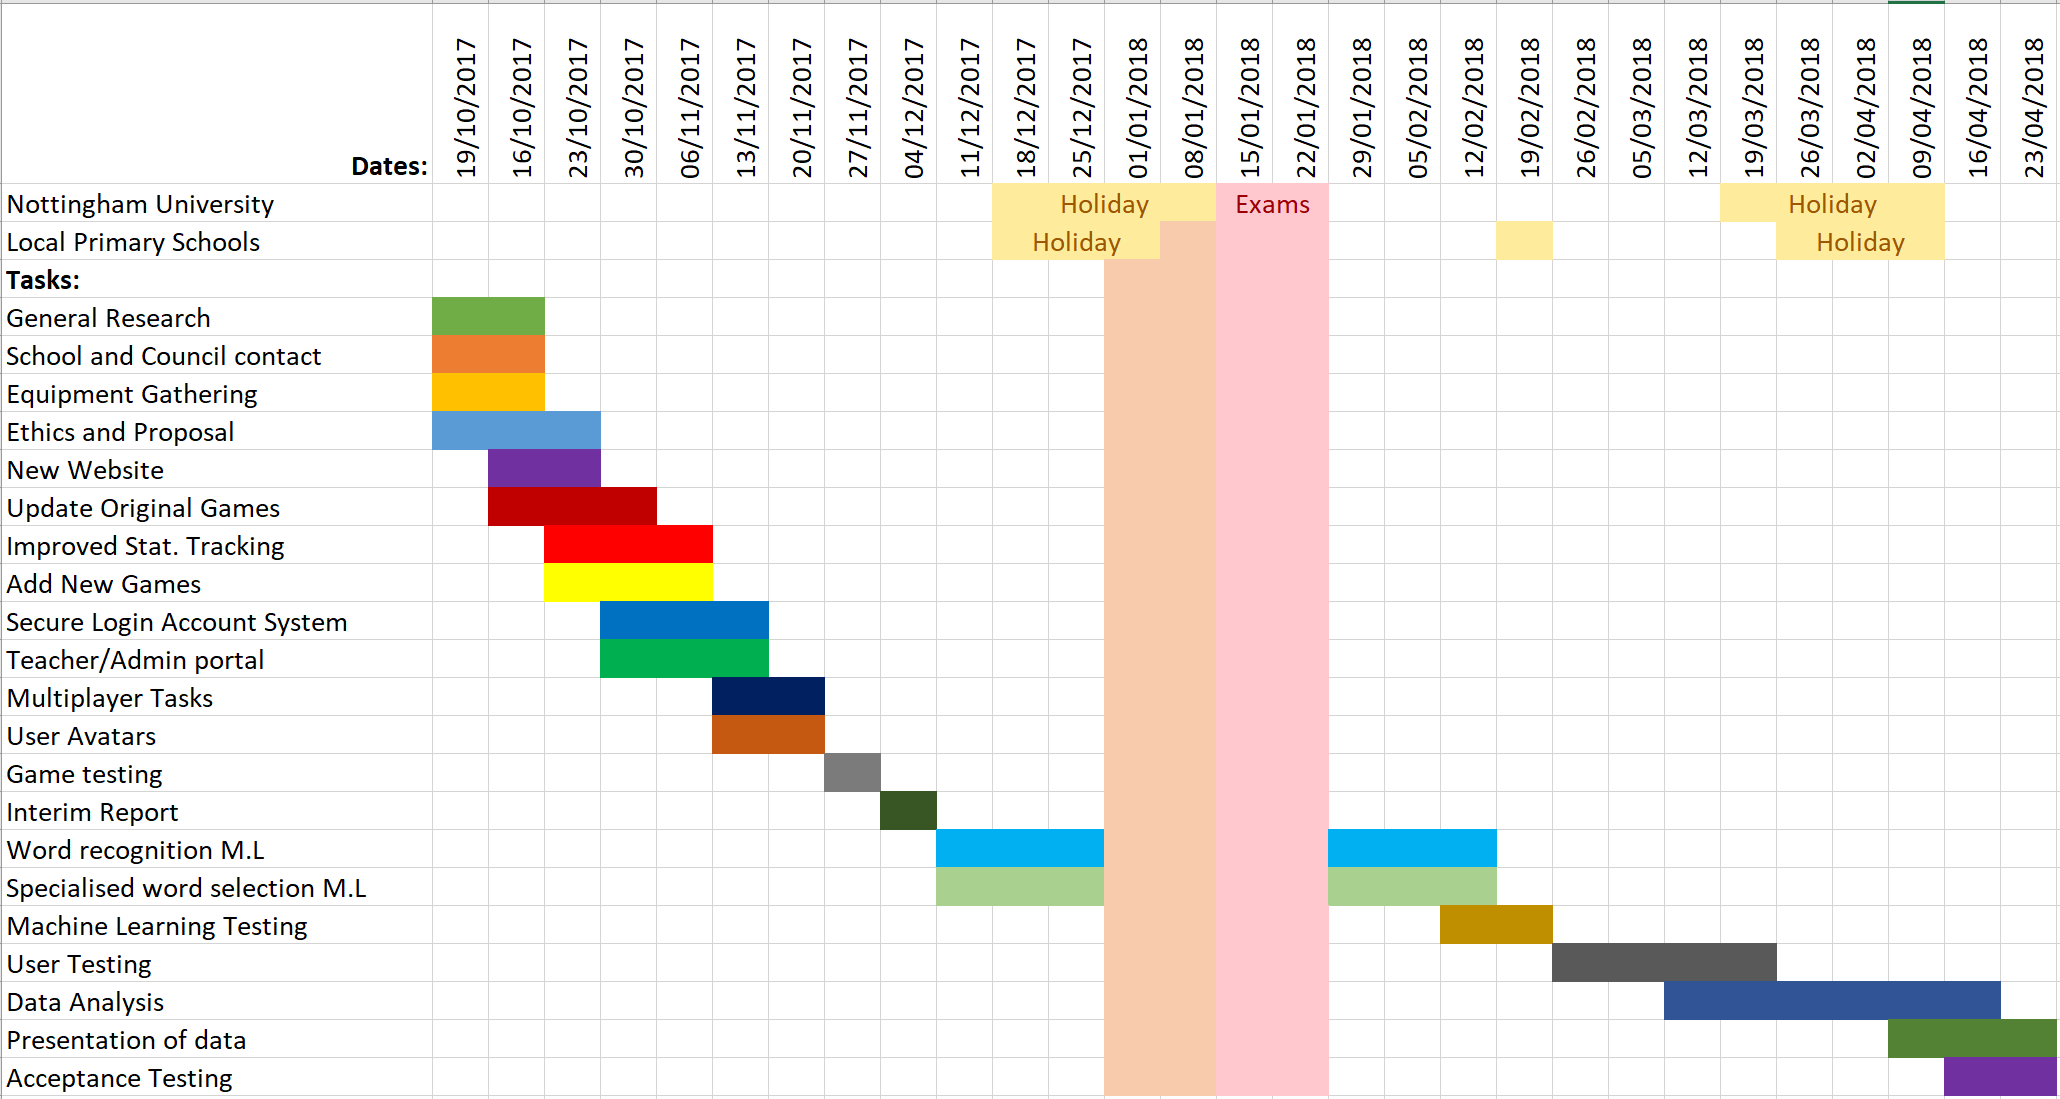 Dates: 19/10/2017 16/10/2017 23/10/2017 30/10/2017 06/11/2017 13/11/2017 20/11/2017 27/11/2017 04/12/2017 11/12/2017 18/12/2017 25/12/2017 01/01/2018 08/01/2018 15/01/2018 22/01/2018 29/01/2018 05/02/2018 12/02/2018 19/02/2018 26/02/2018 05/03/2018 12/03/2018 19/03/2018 26/03/2018 02/04/2018 09/04/2018 16/04/2018 23/04/2018
Nottingham University Holiday Exams Holiday
Local Primary Schools Holiday Holiday
Tasks:
General Research
School and Council contact
Equipment Gathering
Ethics and Proposal
New Website
Update Original Games
Improved Stat. Tracking
Add New Games
Secure Login Account System
Teacher/Admin portal
Multiplayer Tasks
User Avatars
Game testing
Interim Report
Word recognition M.L
Specialised word selection M.L
Machine Learning Testing
User Testing
Data Analysis
Presentation of data
Acceptance Testing